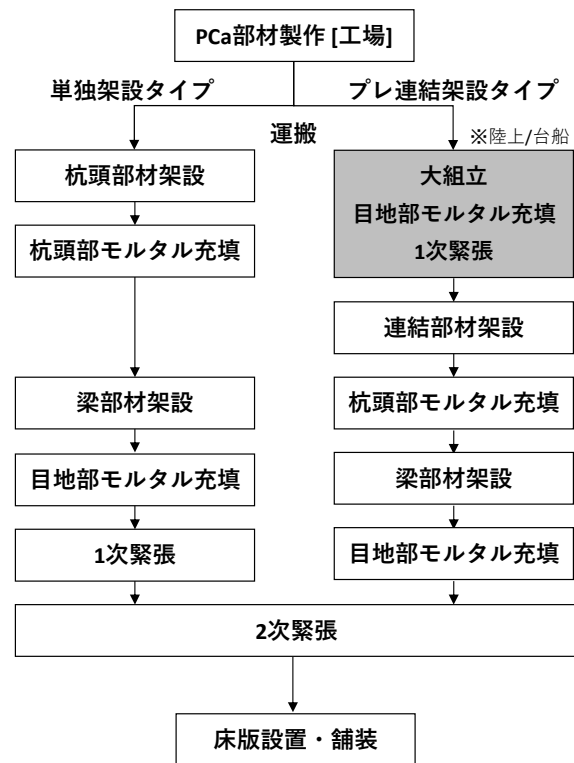 PCa部材製作 [工場]
単独架設タイプ
プレ連結架設タイプ
運搬
※陸上/台船
杭頭部材架設
杭頭部モルタル充填
梁部材架設
目地部モルタル充填
1次緊張
大組立
目地部モルタル充填
1次緊張
連結部材架設
杭頭部モルタル充填
梁部材架設
目地部モルタル充填
2次緊張
床版設置・舗装